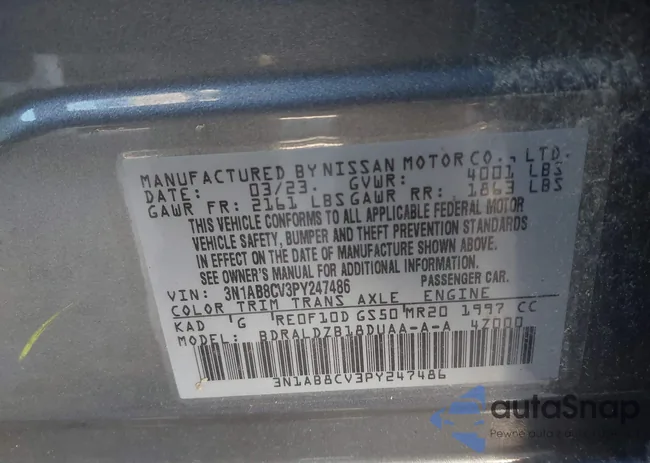 MANUFACTURED BY NISSAN MOTOR CO., LTD.
DATE: 03/23. GVWR: 4001 LBS
GAWR FR: 2161 LBS GAWR RR: 1863 LBS
THIS VEHICLE CONFORMS TO ALL APPLICABLE FEDERAL MOTOR
VEHICLE SAFETY, BUMPER AND THEFT PREVENTION STANDARDS
IN EFFECT ON THE DATE OF MANUFACTURE SHOWN ABOVE.
SEE OWNER'S MANUAL FOR ADDITIONAL INFORMATION.
VIN: 3N1AB8CV3PY247486 PASSENGER CAR.
COLOR TRIM TRANS AXLE ENGINE
KAD G RE0F10D GS50 MR20 1997 CC
MODEL: BDRALDZB18DUAA-A-A 4Z000
3N1AB8CV3PY247486
autoSnap